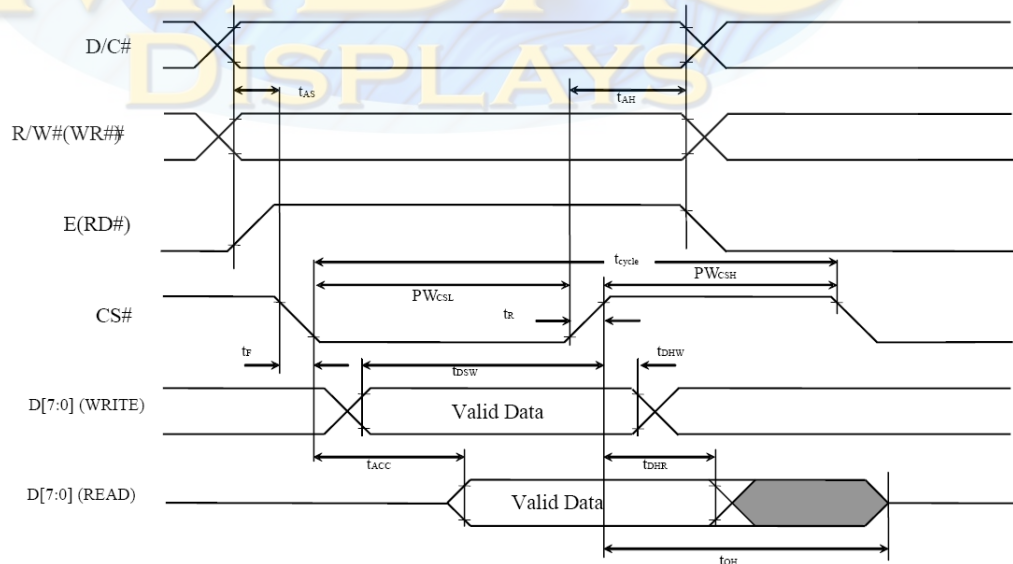 D/C#
DISPLAYS
tAS
tAH
R/W#(WR##)
E(RD#)
tcycle
PWCSL
PWCSH
CS#
tR
tF
tDSW
tDHW
D[7:0] (WRITE)
Valid Data
tACC
tDHR
D[7:0] (READ)
Valid Data
tOH